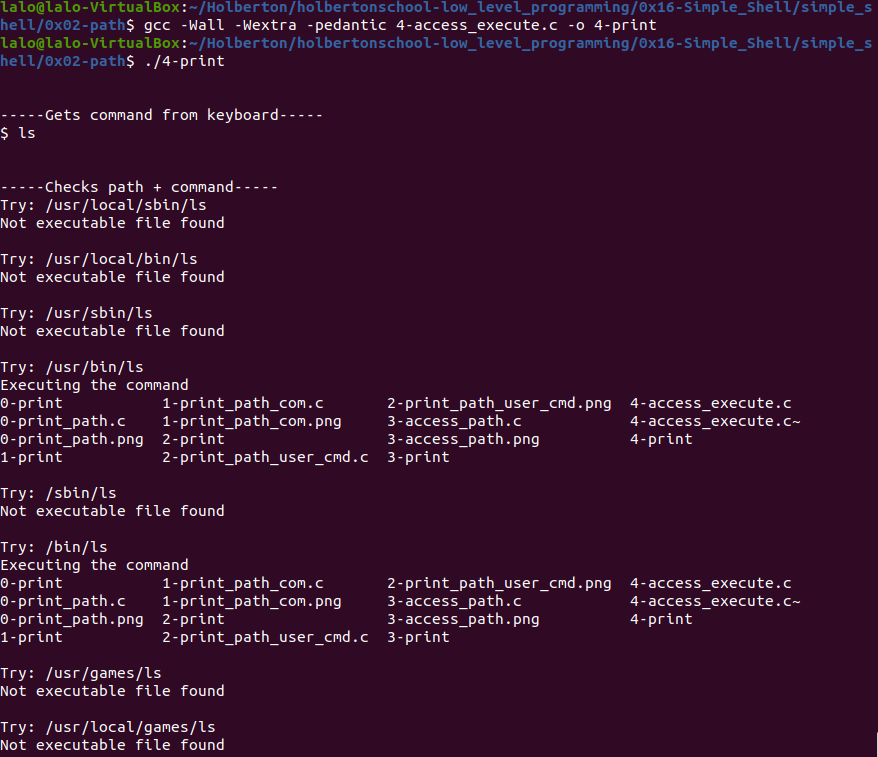 lalo@lalo-VirtualBox:~/Holberton/holbertonschool-low_level_programming/0x16-Simple_Shell/simple_s
hell/0x02-path$ gcc -Wall -Wextra -pedantic 4-access_execute.c -o 4-print
lalo@lalo-VirtualBox:~/Holberton/holbertonschool-low_level_programming/0x16-Simple_Shell/simple_s
hell/0x02-path$ ./4-print
-----Gets command from keyboard-----
$ ls
-----Checks path + command-----
Try: /usr/local/sbin/ls
Not executable file found
Try: /usr/local/bin/ls
Not executable file found
Try: /usr/sbin/ls
Not executable file found
Try: /usr/bin/ls
Executing the command
0-print           1-print_path_com.c       2-print_path_user_cmd.png  4-access_execute.c
0-print_path.c    1-print_path_com.png     3-access_path.c            4-access_execute.c~
0-print_path.png  2-print                  3-access_path.png          4-print
1-print           2-print_path_user_cmd.c  3-print
Try: /sbin/ls
Not executable file found
Try: /bin/ls
Executing the command
0-print           1-print_path_com.c       2-print_path_user_cmd.png  4-access_execute.c
0-print_path.c    1-print_path_com.png     3-access_path.c            4-access_execute.c~
0-print_path.png  2-print                  3-access_path.png          4-print
1-print           2-print_path_user_cmd.c  3-print
Try: /usr/games/ls
Not executable file found
Try: /usr/local/games/ls
Not executable file found